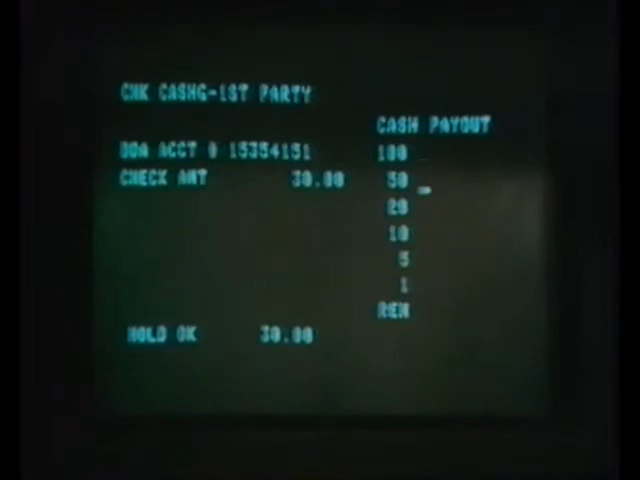 CHK CASHG-1ST PARTY
CASH PAYOUT
BOA ACCT # 15354151 100
CHECK AMT 30.00 50
20
10
5
1
REM
HOLD OK 30.00